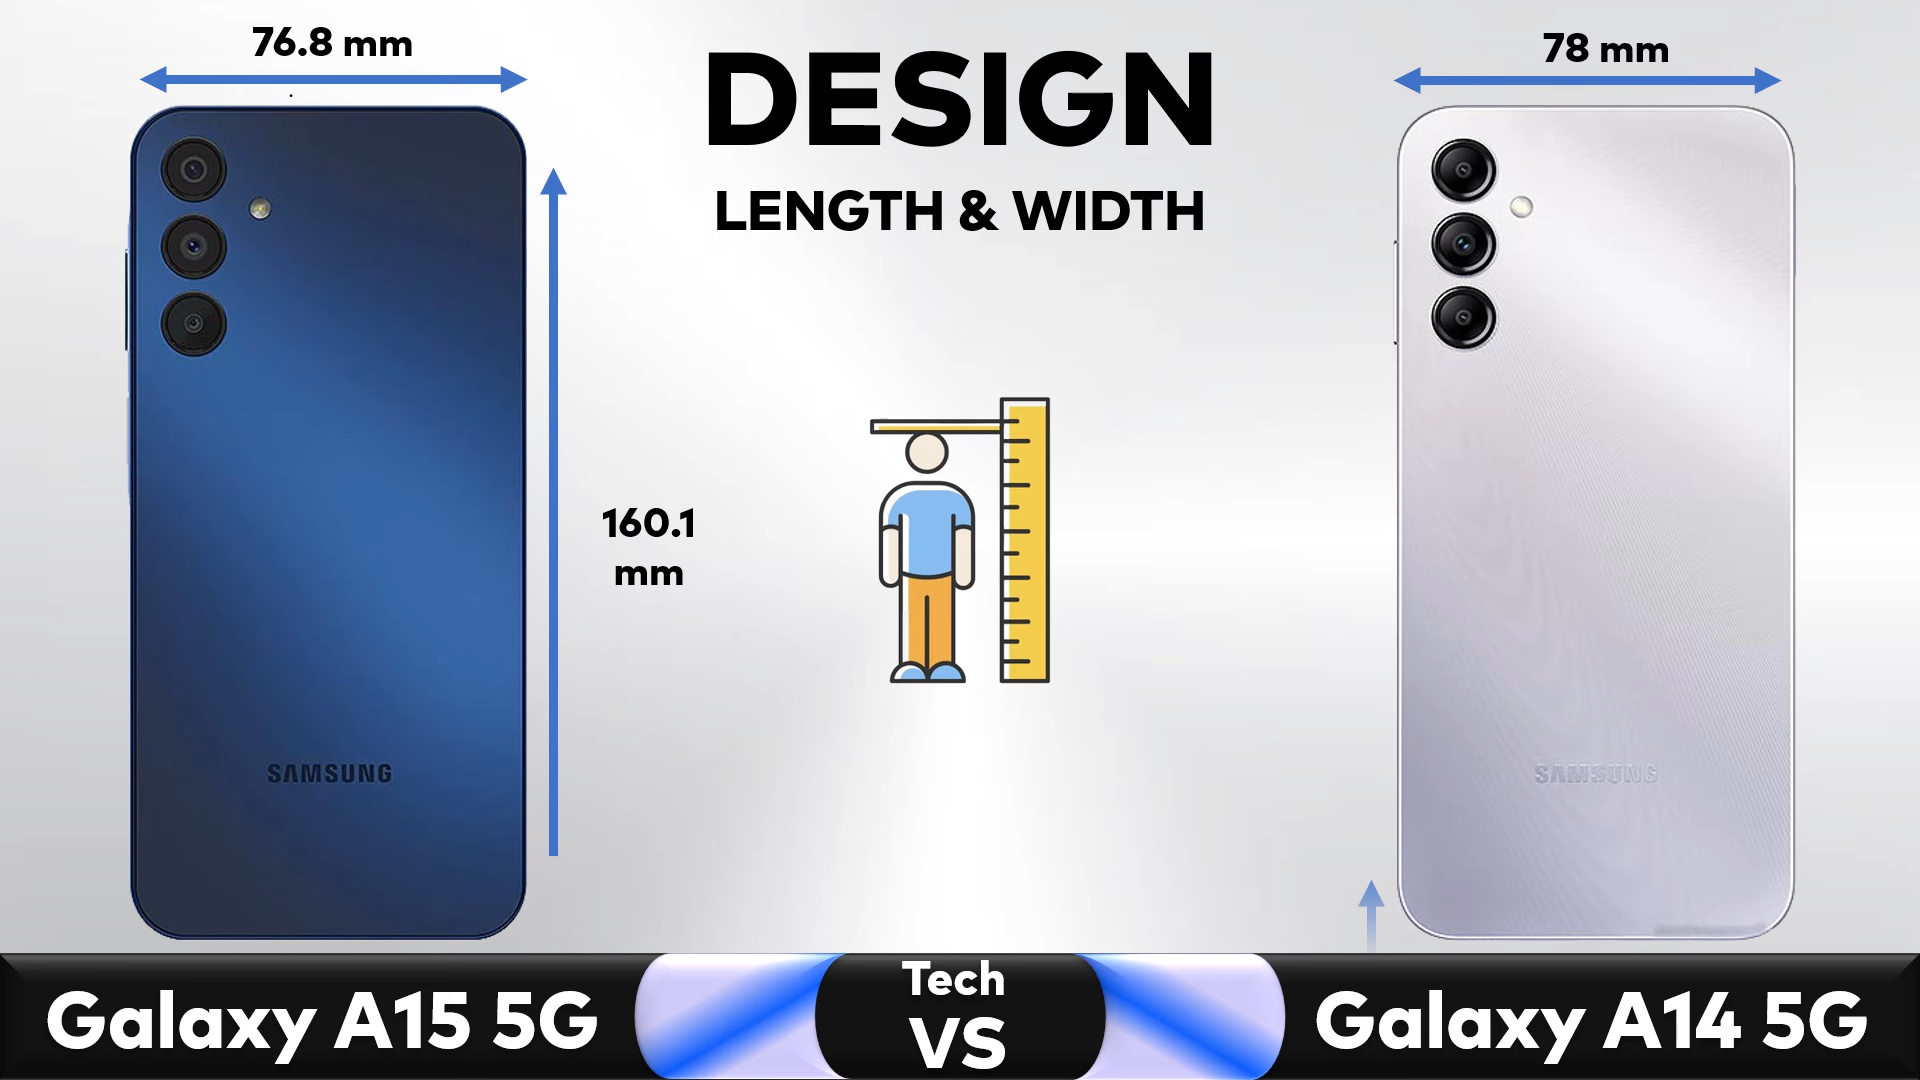 76.8 mm
DESIGN
LENGTH & WIDTH
78 mm
160.1
mm
SAMSUNG
SAMSUNG
Galaxy A15 5G
Tech
VS
Galaxy A14 5G